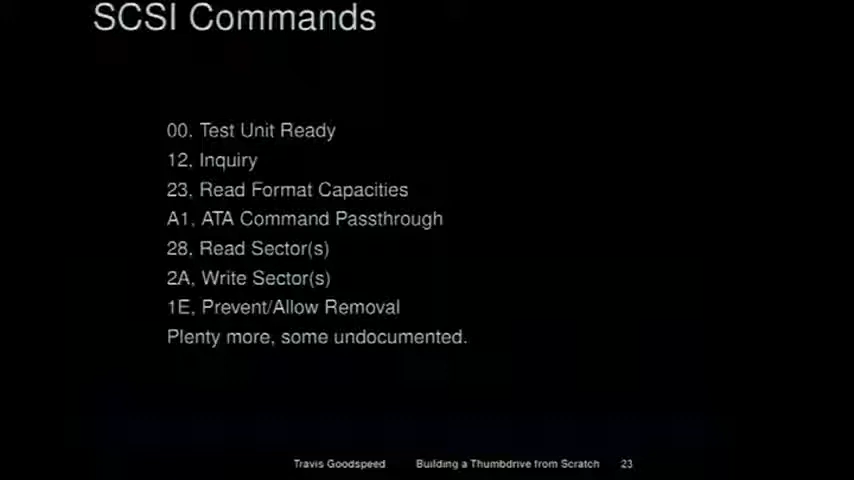 SCSI Commands
00. Test Unit Ready
12, Inquiry
23, Read Format Capacities
A1, ATA Command Passthrough
28, Read Sector(s)
2A, Write Sector(s)
1E, Prevent/Allow Removal
Plenty more, some undocumented.
Travis Goodspeed Building a Thumbdrive from Scratch 23